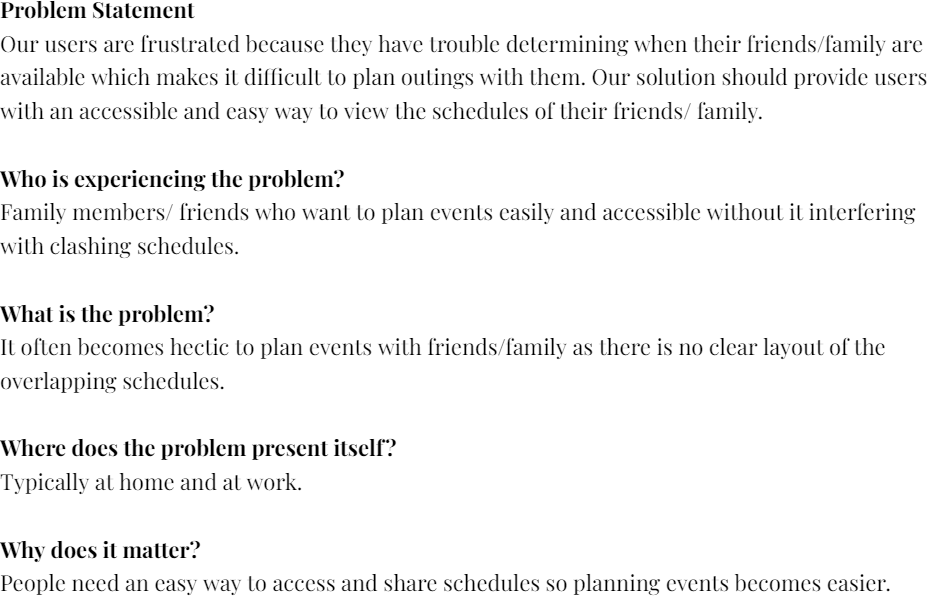 Problem Statement
Our users are frustrated because they have trouble determining when their friends/family are
available which makes it difficult to plan outings with them. Our solution should provide users
with an accessible and easy way to view the schedules of their friends/ family.
Who is experiencing the problem?
Family members/ friends who want to plan events easily and accessible without it interfering
with clashing schedules.
What is the problem?
It often becomes hectic to plan events with friends/family as there is no clear layout of the
overlapping schedules.
Where does the problem present itself?
Typically at home and at work.
Why does it matter?
People need an easy way to access and share schedules so planning events becomes easier.